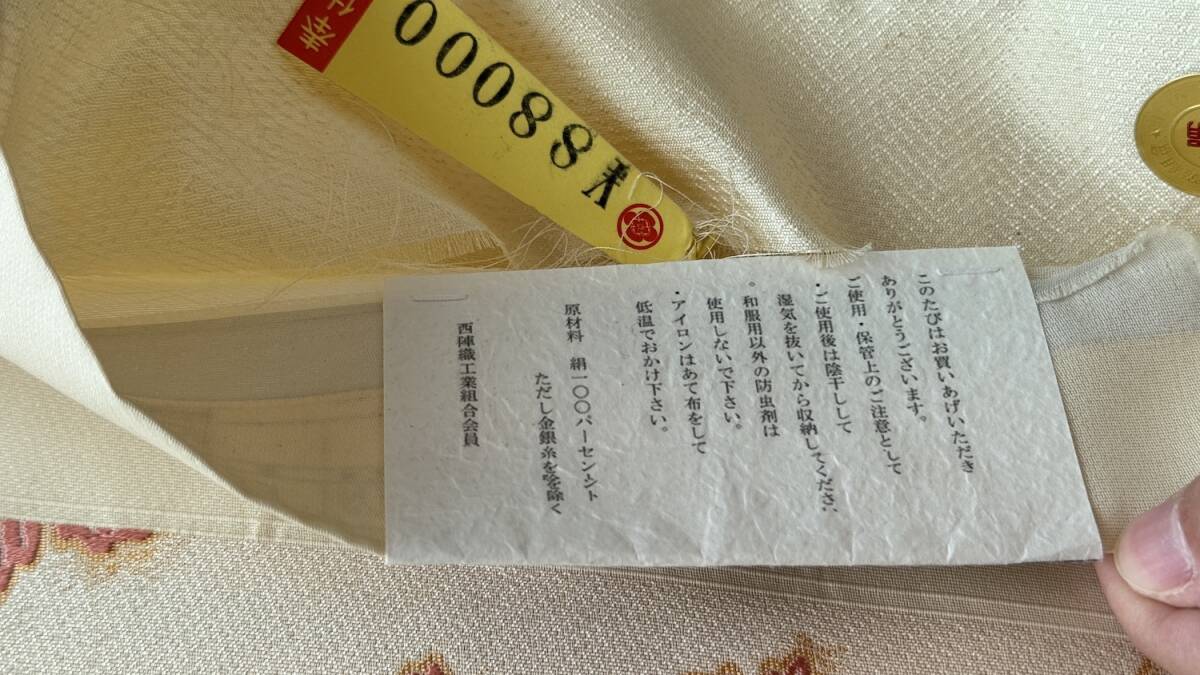 奉仕
¥88000
このたびはお買いあげいただき
ありがとうございます。
ご使用・保管上のご注意として
・ご使用後は陰干しして
湿気を抜いてから収納してください。
和服用以外の防虫剤は
使用しないで下さい。
・アイロンはあて布をして
低温でおかけ下さい。
原材料 絹一〇〇パーセント
ただし金銀糸を除く
西陣織工業組合会員